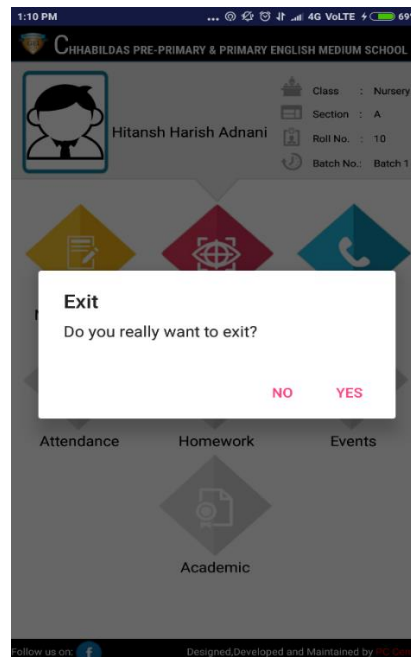 1:10 PM ... 4G VoLTE 69
CHHABILDAS PRE-PRIMARY & PRIMARY ENGLISH MEDIUM SCHOOL
Hitansh Harish Adnani
Class : Nursery
Section : A
Roll No. : 10
Batch No.: Batch 1
Exit
Do you really want to exit?
NO YES
Attendance Homework Events
Academic
Follow us on: f Designed,Developed and Maintained by PC